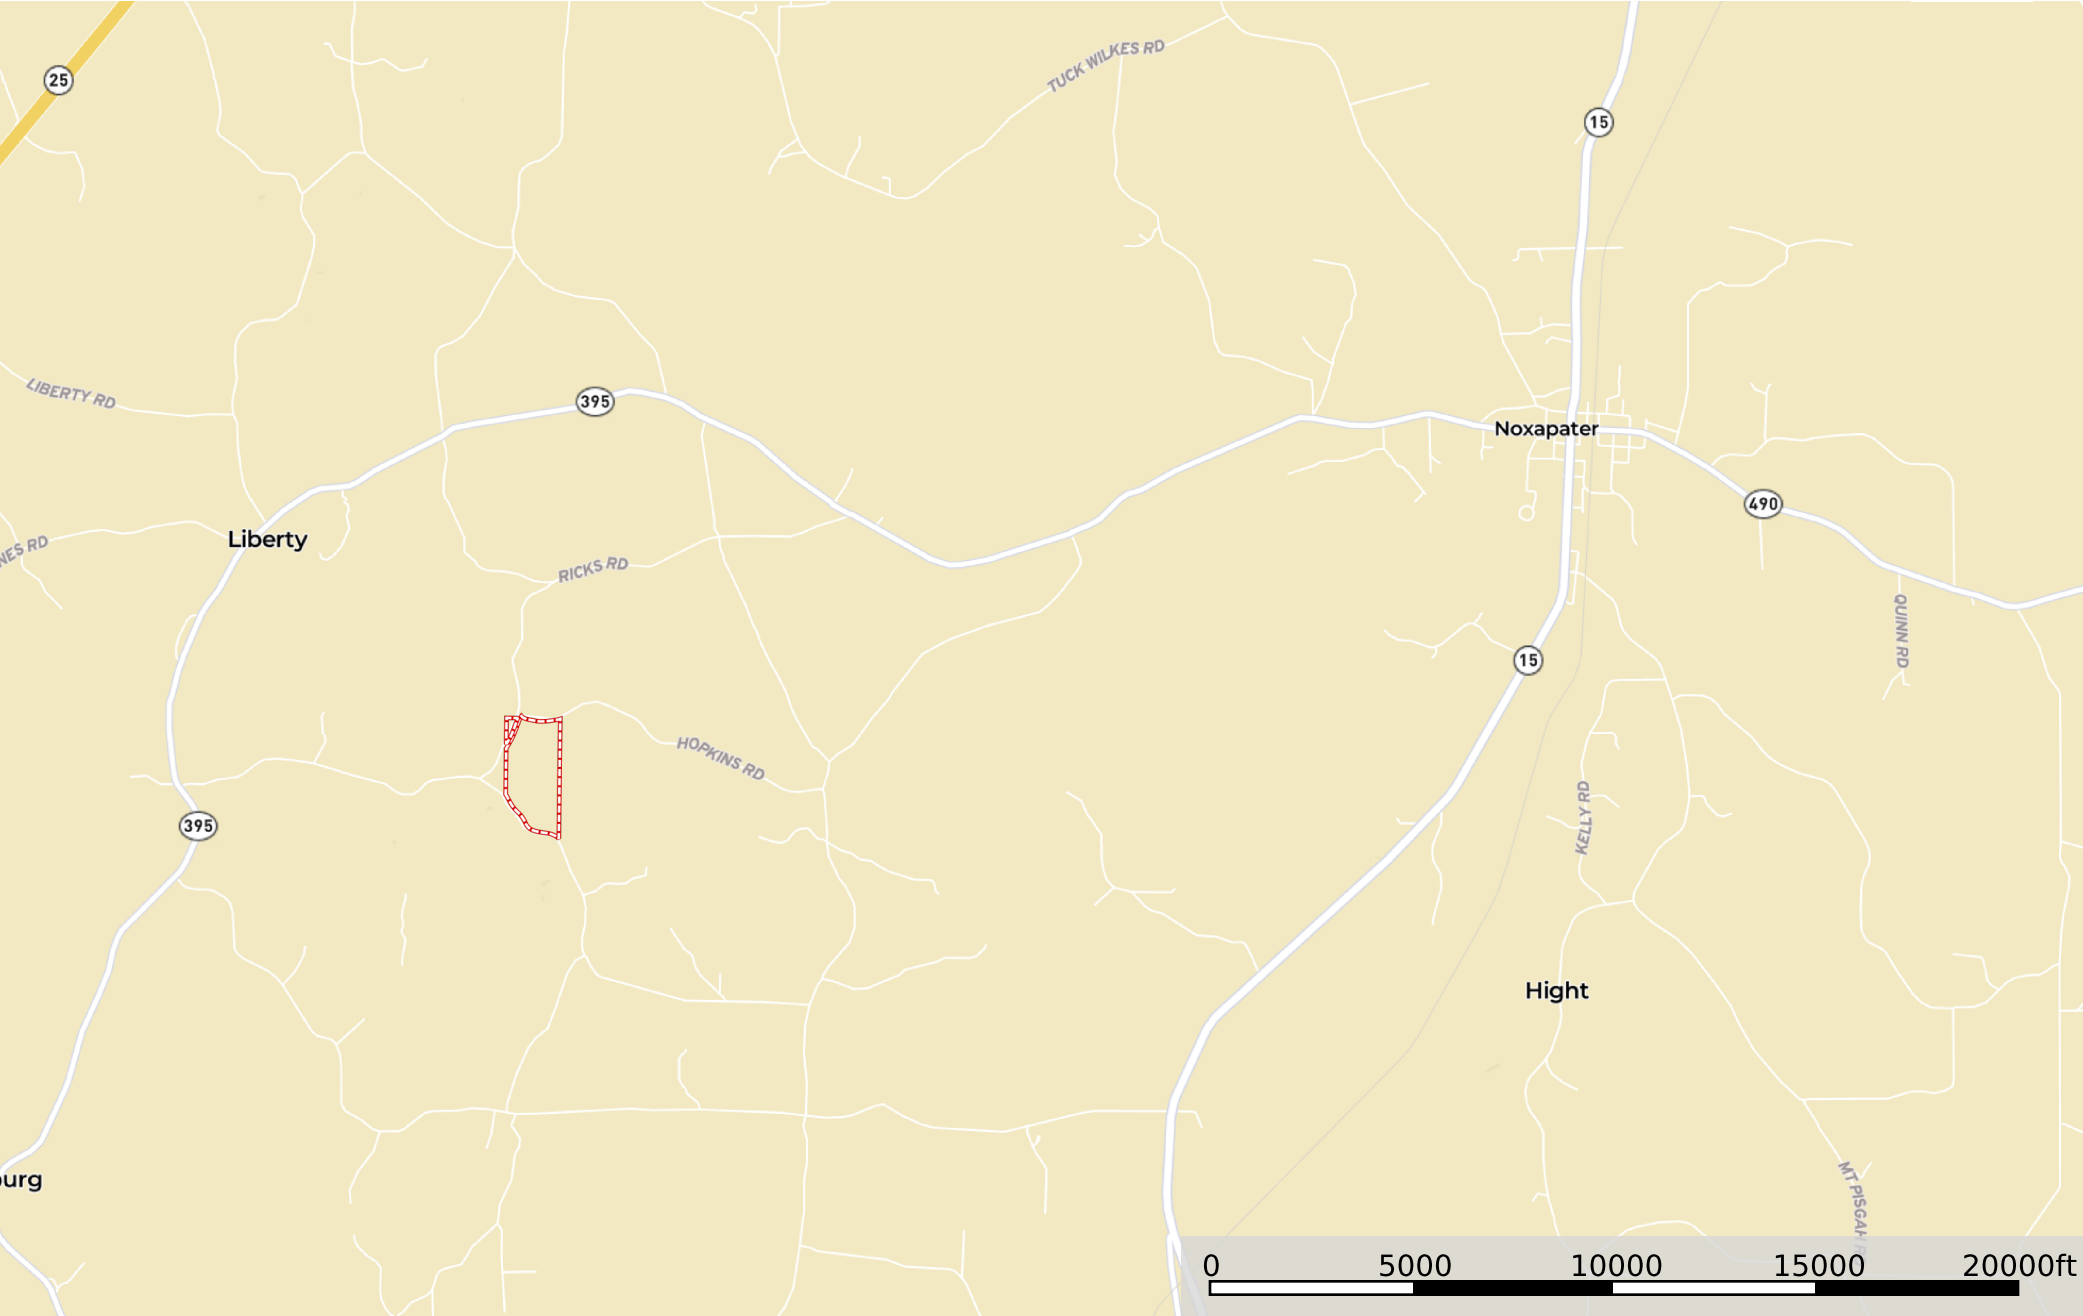 TUCK WILKES RD
25
15
LIBERTY RD
395
Noxapater
490
Liberty
NES RD
RICKS RD
QUINN RD
15
HOPKINS RD
KELLY RD
395
Hight
burg
MT PISGAH R
0 5000 10000 15000 20000ft